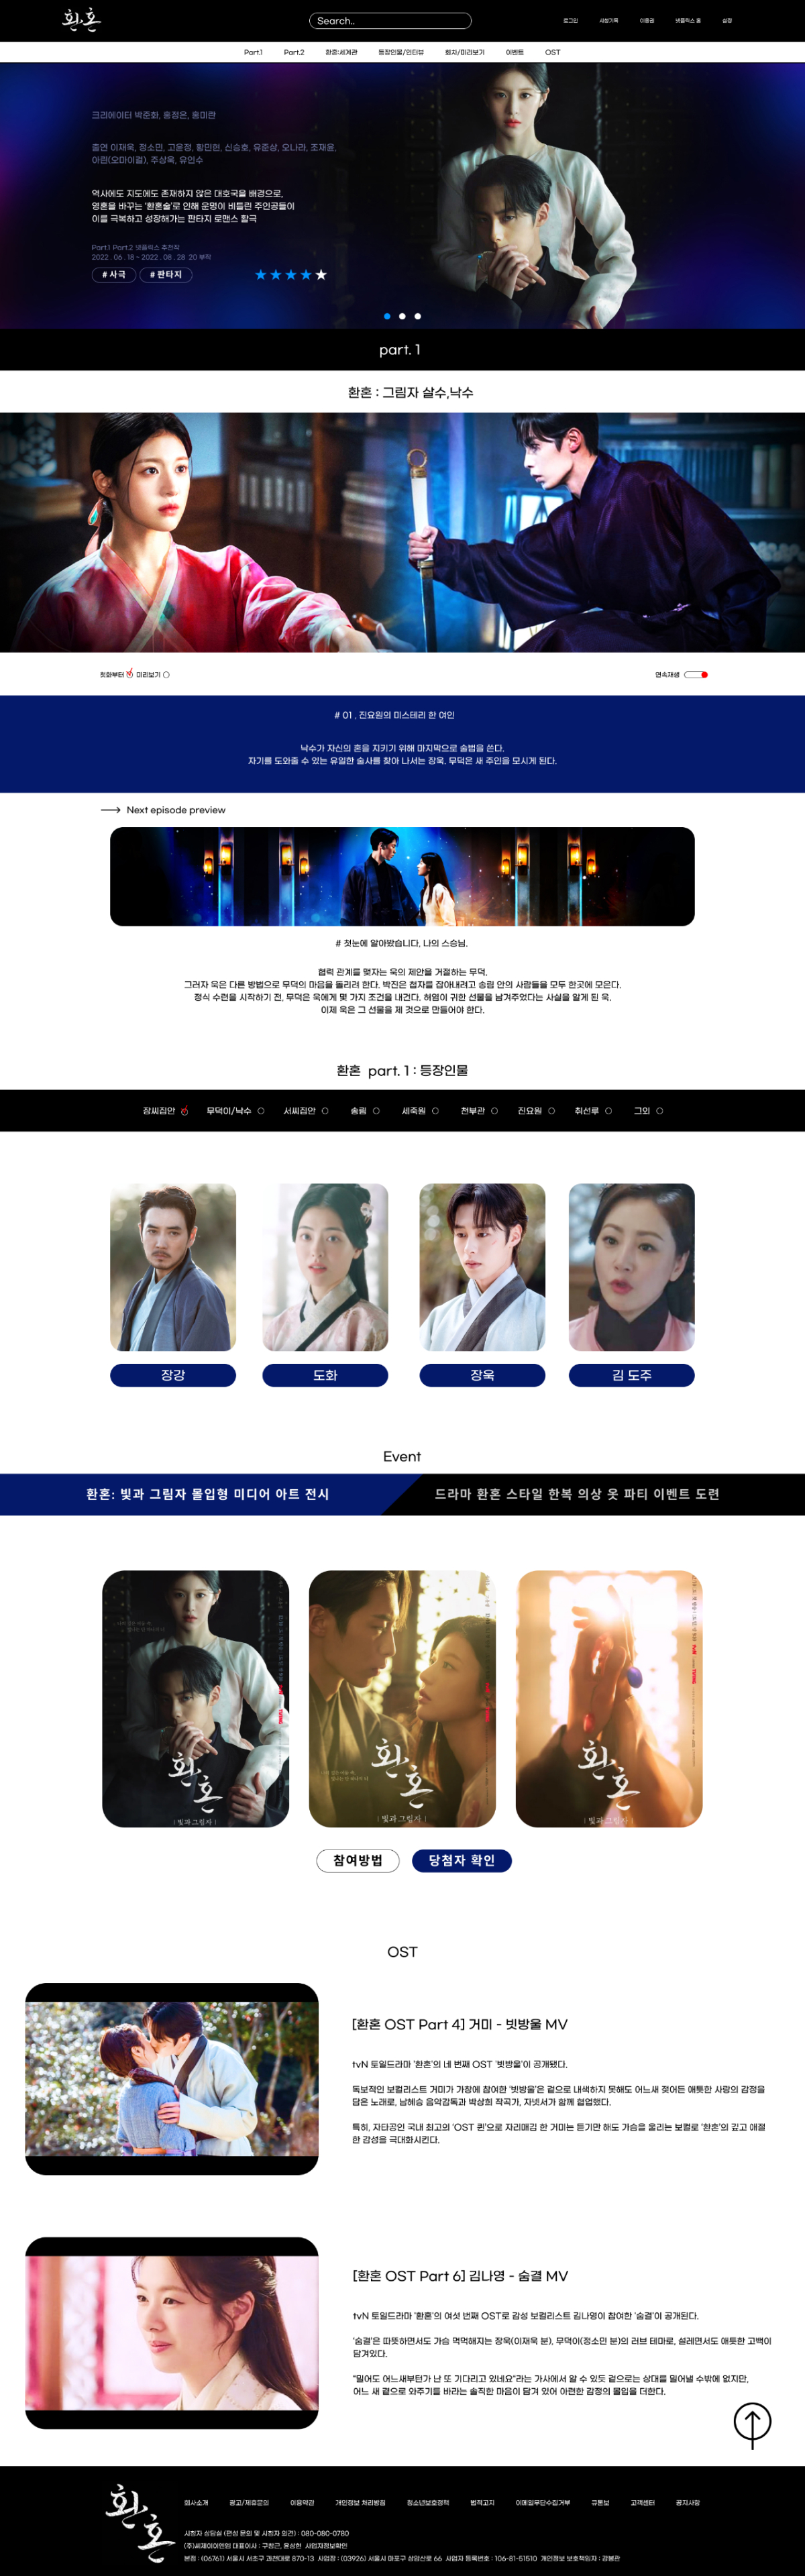 환혼
Search..
로그인 시청기록 이용권 넷플릭스 홈 설정
Part.1 Part.2 환혼:세계관 등장인물/인터뷰 회차/미리보기 이벤트 OST
크리에이터 박준화, 홍정은, 홍미란
출연 이재욱, 정소민, 고윤정, 황민현, 신승호, 유준상, 오나라, 조재윤,
아린(오마이걸), 주상욱, 유인수
역사에도 지도에도 존재하지 않은 대호국을 배경으로,
영혼을 바꾸는 '환혼술'로 인해 운명이 비틀린 주인공들이
이를 극복하고 성장해가는 판타지 로맨스 활극
Part.1 Part.2 넷플릭스 추천작
2022 . 06 . 18 ~ 2022 . 08 . 28 20 부작
# 사극 # 판타지
part. 1
환혼 : 그림자 살수,낙수
첫화부터 미리보기
연속재생
# 01 . 진요원의 미스테리 한 여인
낙수가 자신의 혼을 지키기 위해 마지막으로 술법을 쓴다.
자기를 도와줄 수 있는 유일한 술사를 찾아 나서는 장욱. 무덕은 새 주인을 모시게 된다.
Next episode preview
# 첫눈에 알아봤습니다, 나의 스승님.
협력 관계를 맺자는 욱의 제안을 거절하는 무덕.
그러자 욱은 다른 방법으로 무덕의 마음을 돌리려 한다. 박진은 첩자를 잡아내려고 송림 안의 사람들을 모두 한곳에 모은다.
정식 수련을 시작하기 전, 무덕은 욱에게 몇 가지 조건을 내건다. 허염이 귀한 선물을 남겨주었다는 사실을 알게 된 욱.
이제 욱은 그 선물을 제 것으로 만들어야 한다.
환혼 part. 1 : 등장인물
장씨집안 무덕이/낙수 서씨집안 송림 세죽원 천부관 진요원 취선루 그외
장강 도화 장욱 김 도주
Event
환혼: 빛과 그림자 몰입형 미디어 아트 전시
드라마 환혼 스타일 한복 의상 옷 파티 이벤트 도련
환혼
| 빛과 그림자 |
환혼
| 빛과 그림자 |
환혼
| 빛과 그림자 |
참여방법 당첨자 확인
OST
[환혼 OST Part 4] 거미 - 빗방울 MV
tvN 토일드라마 '환혼'의 네 번째 OST '빗방울'이 공개됐다.
독보적인 보컬리스트 거미가 가창에 참여한 '빗방울'은 겉으로 내색하지 못해도 어느새 젖어든 애틋한 사랑의 감정을
담은 노래로, 남혜승 음악감독과 박상희 작곡가, 자넷서가 함께 협업했다.
특히, 자타공인 국내 최고의 'OST 퀸'으로 자리매김 한 거미는 듣기만 해도 가슴을 울리는 보컬로 '환혼'의 깊고 애절
한 감성을 극대화시킨다.
[환혼 OST Part 6] 김나영 - 숨결 MV
tvN 토일드라마 '환혼'의 여섯 번째 OST로 감성 보컬리스트 김나영이 참여한 '숨결'이 공개된다.
'숨결'은 따뜻하면서도 가슴 먹먹해지는 장욱(이재욱 분), 무덕이(정소민 분)의 러브 테마로, 설레면서도 애틋한 고백이
담겨있다.
"밀어도 어느새부턴가 난 또 기다리고 있네요"라는 가사에서 알 수 있듯 겉으로는 상대를 밀어낼 수밖에 없지만,
어느 새 곁으로 와주기를 바라는 솔직한 마음이 담겨 있어 아련한 감정의 몰입을 더한다.
환혼
회사소개 광고/제휴문의 이용약관 개인정보 처리방침 청소년보호정책 법적고지 이메일무단수집거부 큐톤보 고객센터 공지사항
시청자 상담실 (편성 문의 및 시청자 의견) : 080-080-0780
(주)씨제이이엔엠 대표이사 : 구창근, 윤상현 사업자정보확인
본점 : (06761) 서울시 서초구 과천대로 870-13 사업장 : (03926) 서울시 마포구 상암산로 66 사업자 등록번호 : 106-81-51510 개인정보 보호책임자 : 강봉관